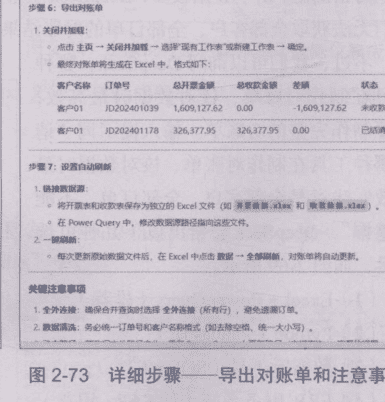 步骤 6：导出对账单
1. 关闭并加载：
◦ 点击 主页 → 关闭并加载 → 选择"现有工作表"或新建工作表 → 确定。
◦ 最终对账单将生成在 Excel 中，格式如下：
客户名称 订单号 总开票金额 总收款金额 差额 状态
客户01 JD202401039 1,609,127.62 0.00 -1,609,127.62 未收款
客户01 JD202401178 326,377.95 326,377.95 0.00 已结清
步骤 7：设置自动刷新
1. 链接数据源：
◦ 将开票表和收款表保存为独立的 Excel 文件（如 开票数据.xlsx 和 收款数据.xlsx）。
◦ 在 Power Query 中，修改数据源路径指向这些文件。
2. 一键刷新：
◦ 每次更新原始数据文件后，在 Excel 中点击 数据 → 全部刷新，对账单将自动更新。
关键注意事项
1. 全外连接：确保合并查询时选择 全外连接（所有行），避免遗漏订单。
2. 数据清洗：务必统一订单号和客户名称格式（如去除空格、统一大小写）。
图 2-73 详细步骤——导出对账单和注意事